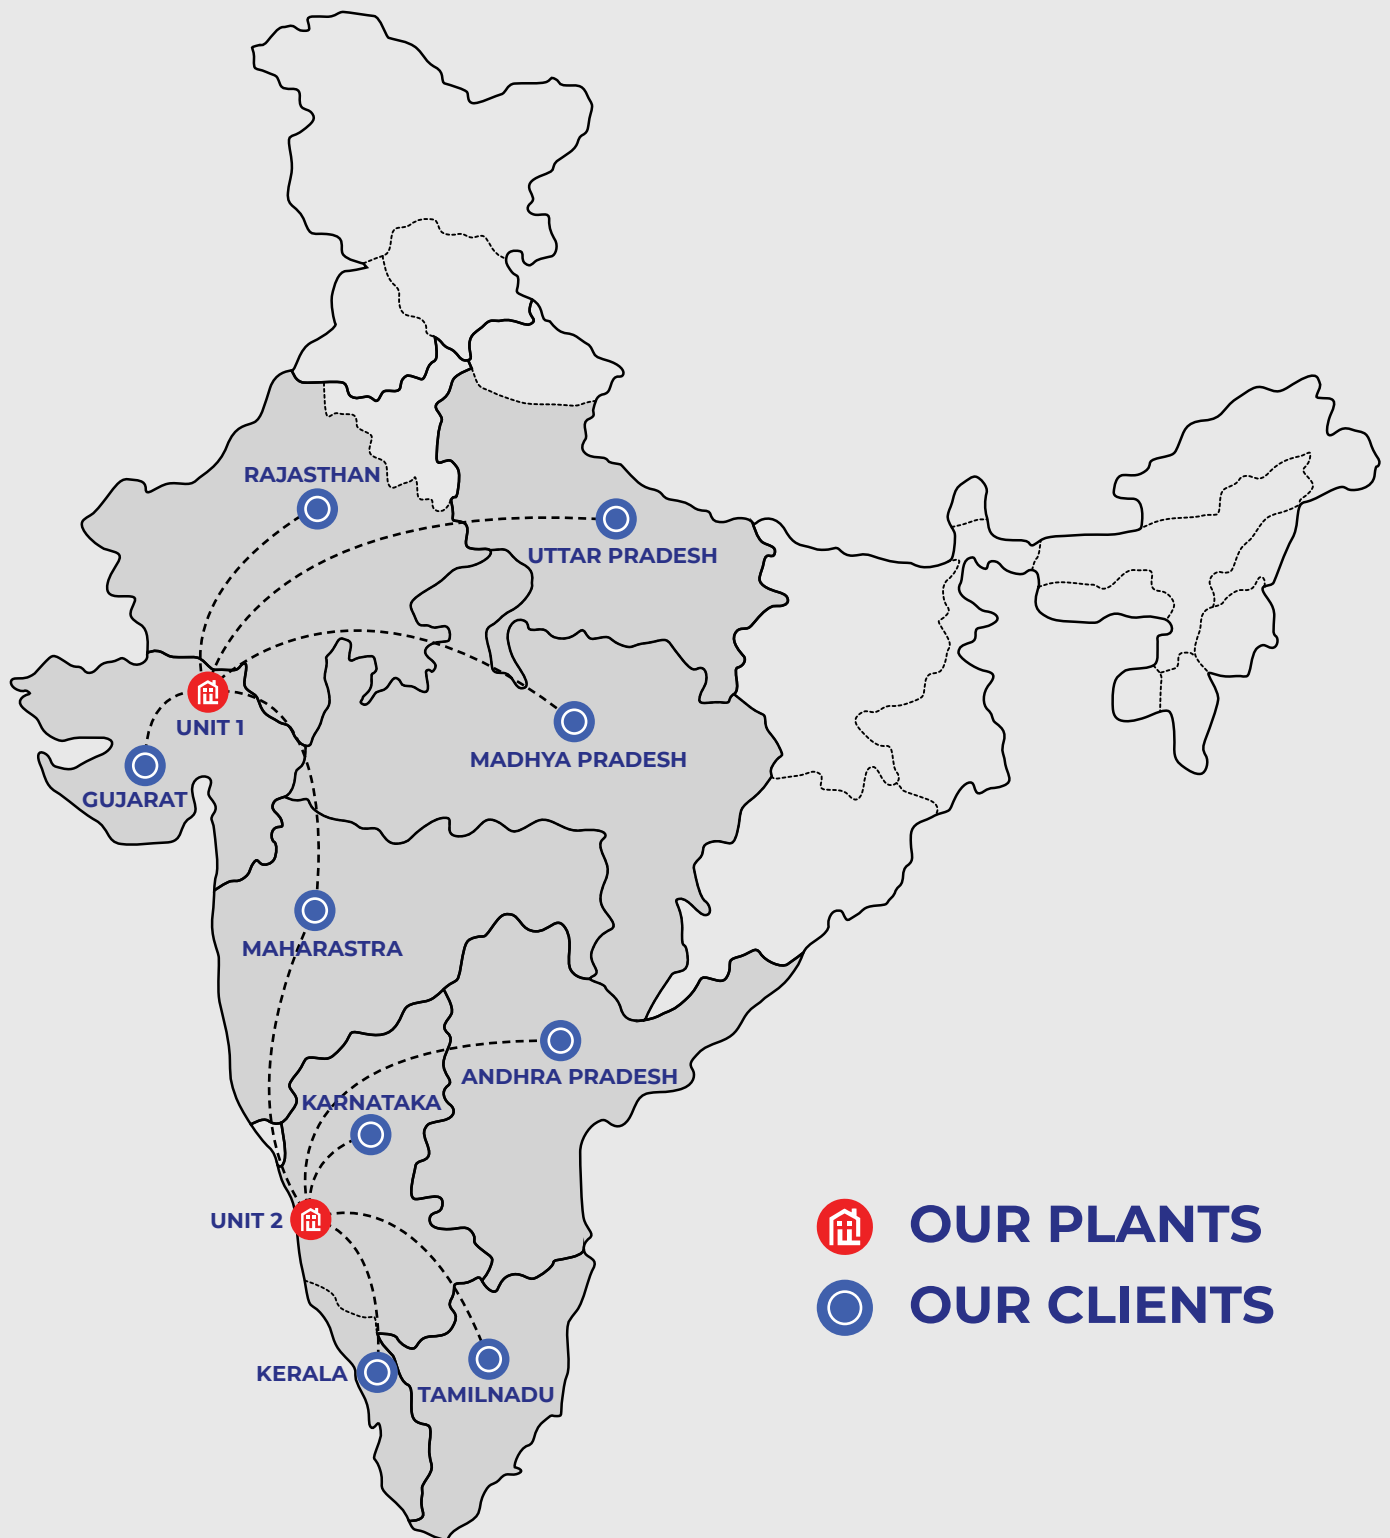 RAJASTHAN
UTTAR PRADESH
UNIT 1
MADHYA PRADESH
GUJARAT
MAHARASTRA
ANDHRA PRADESH
KARNATAKA
UNIT 2
OUR PLANTS
OUR CLIENTS
KERALA
TAMILNADU